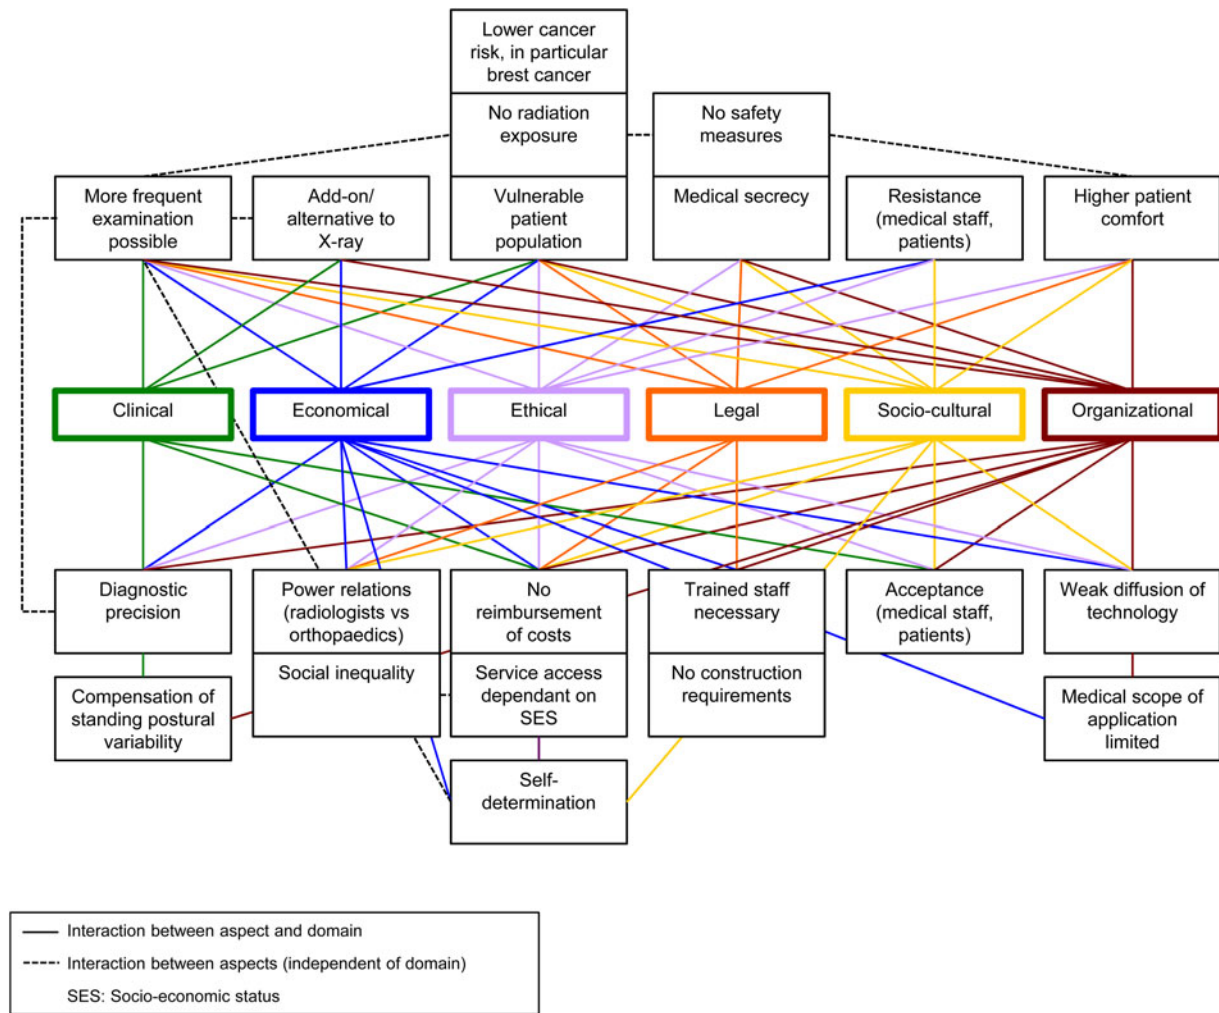 Lower cancer
risk, in particular
brest cancer
No radiation
exposure
No safety
measures
More frequent
examination
possible
Add-on/
alternative to
X-ray
Vulnerable
patient
population
Medical secrecy
Resistance
(medical staff,
patients)
Higher patient
comfort
Clinical
Economical
Ethical
Legal
Socio-cultural
Organizational
Diagnostic
precision
Power relations
(radiologists vs
orthopaedics)
No
reimbursement
of costs
Trained staff
necessary
Acceptance
(medical staff,
patients)
Weak diffusion of
technology
Compensation of
standing postural
variability
Social inequality
Service access
dependant on
SES
No construction
requirements
Medical scope of
application
limited
Self-
determination
Interaction between aspect and domain
Interaction between aspects (independent of domain)
SES: Socio-economic status